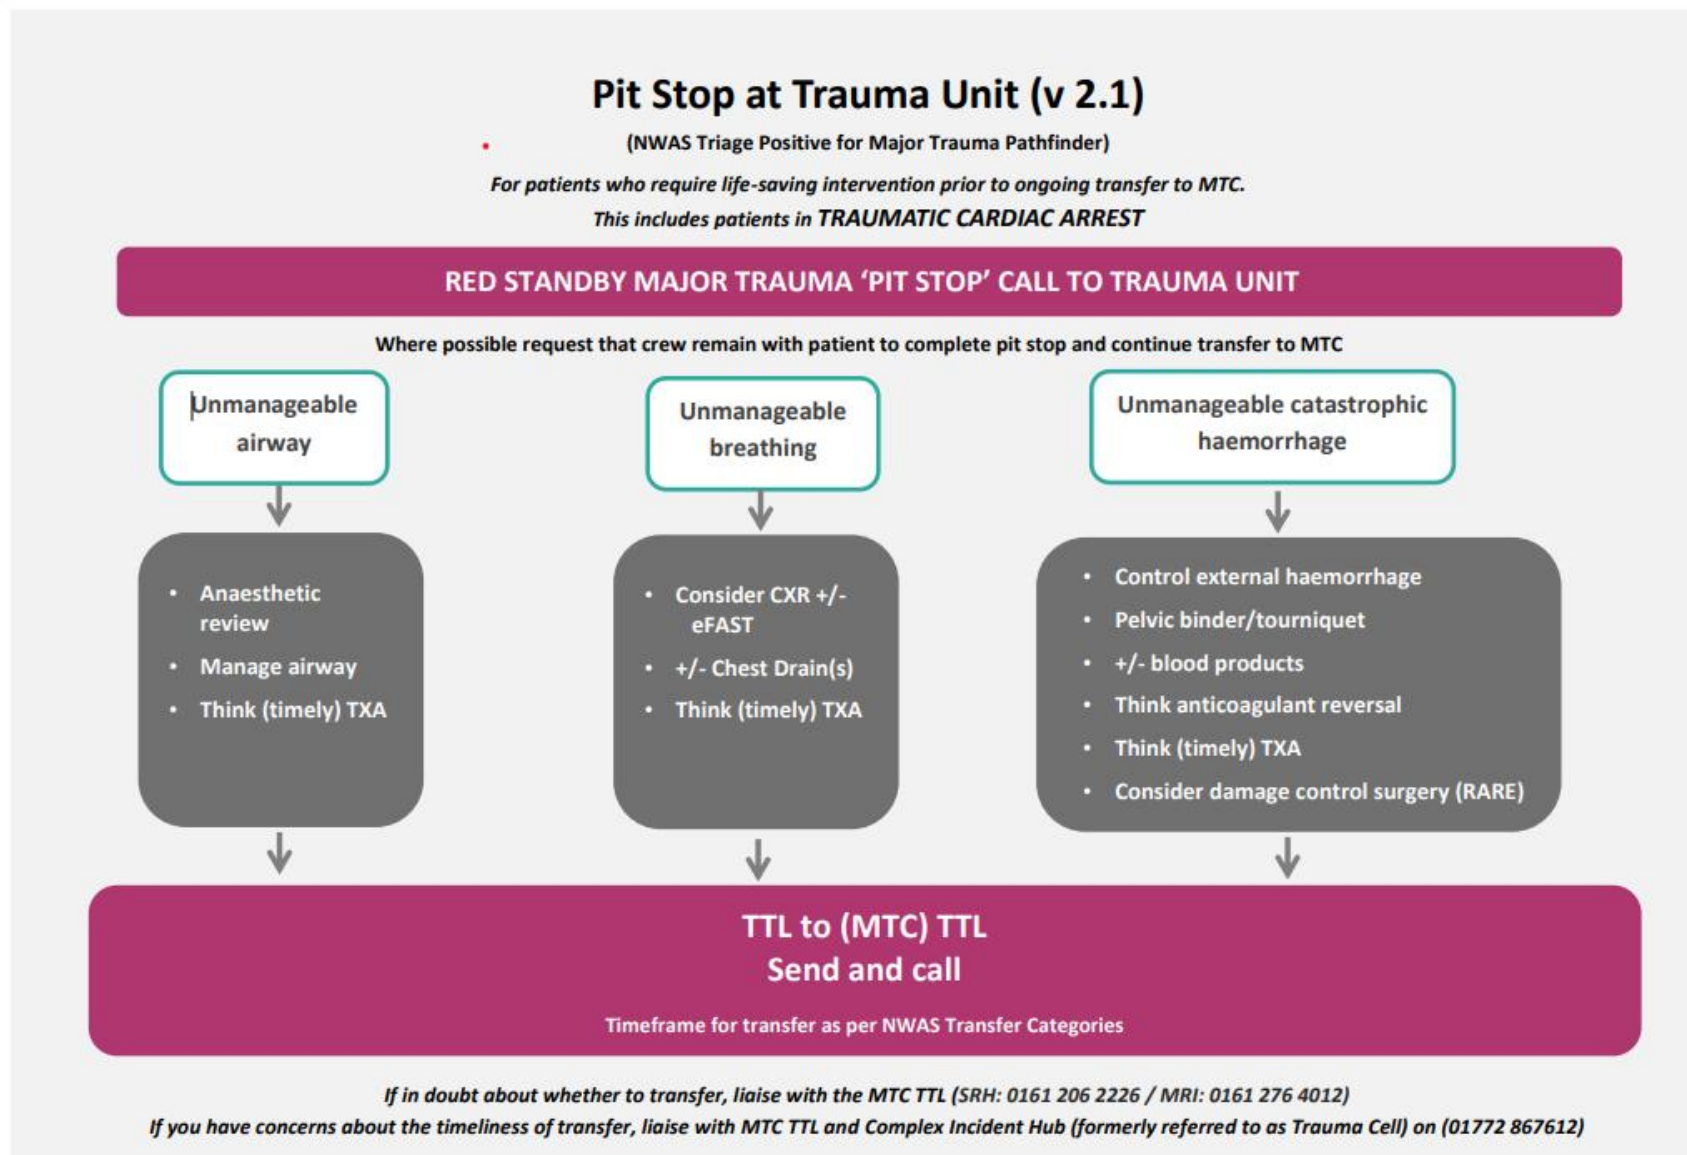 Pit Stop at Trauma Unit (v 2.1)
(NWAS Triage Positive for Major Trauma Pathfinder)
For patients who require life-saving intervention prior to ongoing transfer to MTC.
This includes patients in TRAUMATIC CARDIAC ARREST
RED STANDBY MAJOR TRAUMA ‘PIT STOP’ CALL TO TRAUMA UNIT
Where possible request that crew remain with patient to complete pit stop and continue transfer to MTC
Unmanageable
airway
• Anaesthetic
review
• Manage airway
• Think (timely) TXA
Unmanageable
breathing
• Consider CXR +/-
eFAST
• +/- Chest Drain(s)
• Think (timely) TXA
Unmanageable catastrophic
haemorrhage
• Control external haemorrhage
• Pelvic binder/tourniquet
• +/- blood products
• Think anticoagulant reversal
• Think (timely) TXA
• Consider damage control surgery (RARE)
TTL to (MTC) TTL
Send and call
Timeframe for transfer as per NWAS Transfer Categories
If in doubt about whether to transfer, liaise with the MTC TTL (SRH: 0161 206 2226 / MRI: 0161 276 4012)
If you have concerns about the timeliness of transfer, liaise with MTC TTL and Complex Incident Hub (formerly referred to as Trauma Cell) on (01772 867612)